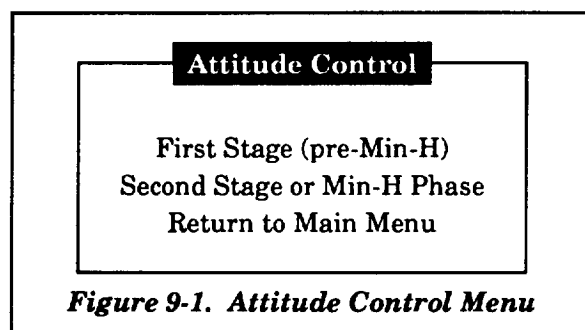 Attitude Control
First Stage (pre-Min-H)
Second Stage or Min-H Phase
Return to Main Menu
Figure 9-1. Attitude Control Menu